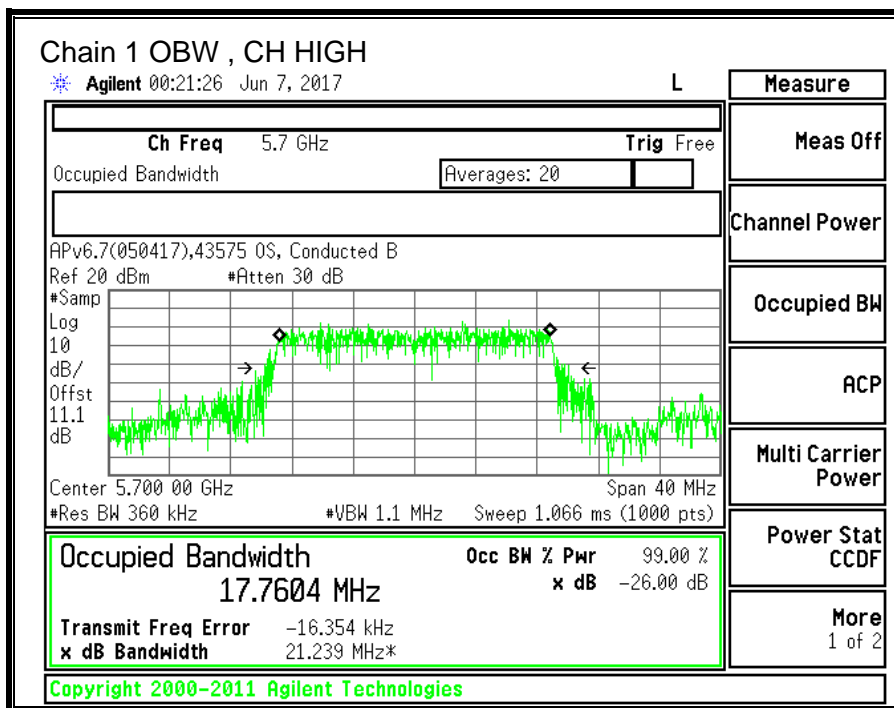 Chain 1 OBW , CH HIGH
Agilent 00:21:26 Jun 7, 2017 L
Measure
Ch Freq 5.7 GHz Trig Free
Meas Off
Occupied Bandwidth Averages: 20
Channel Power
APv6.7(050417),43575 OS, Conducted B
Ref 20 dBm #Atten 30 dB
#Samp
Log
10
dB/
Offst
11.1
dB
Occupied BW
ACP
Center 5.700 00 GHz Span 40 MHz
#Res BW 360 kHz #VBW 1.1 MHz Sweep 1.066 ms (1000 pts)
Multi Carrier
Power
Occupied Bandwidth
17.7604 MHz
Occ BW % Pwr 99.00 %
x dB -26.00 dB
Transmit Freq Error -16.354 kHz
x dB Bandwidth 21.239 MHz*
Power Stat
CCDF
More
1 of 2
Copyright 2000-2011 Agilent Technologies